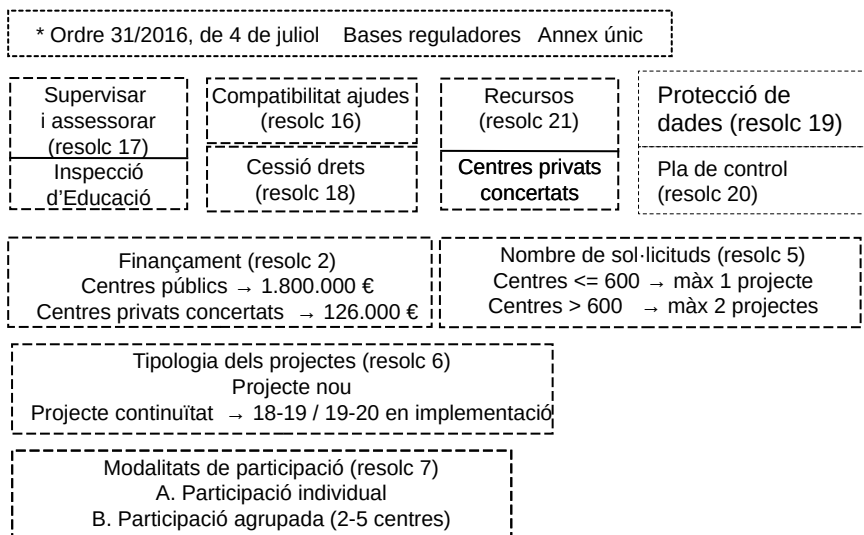 * Ordre 31/2016, de 4 de juliol    Bases reguladores   Annex únic
Supervisar
i assessorar
(resolc 17)
Inspecció
d'Educació
Compatibilitat ajudes
(resolc 16)
Cessió drets
(resolc 18)
Recursos
(resolc 21)
Centres privats
concertats
Protecció de
dades (resolc 19)
Pla de control
(resolc 20)
Finançament (resolc 2)
Centres públics → 1.800.000 €
Centres privats concertats → 126.000 €
Nombre de sol·licituds (resolc 5)
Centres <= 600 → màx 1 projecte
Centres > 600 → màx 2 projectes
Tipologia dels projectes (resolc 6)
Projecte nou
Projecte continuïtat → 18-19 / 19-20 en implementació
Modalitats de participació (resolc 7)
A. Participació individual
B. Participació agrupada (2-5 centres)